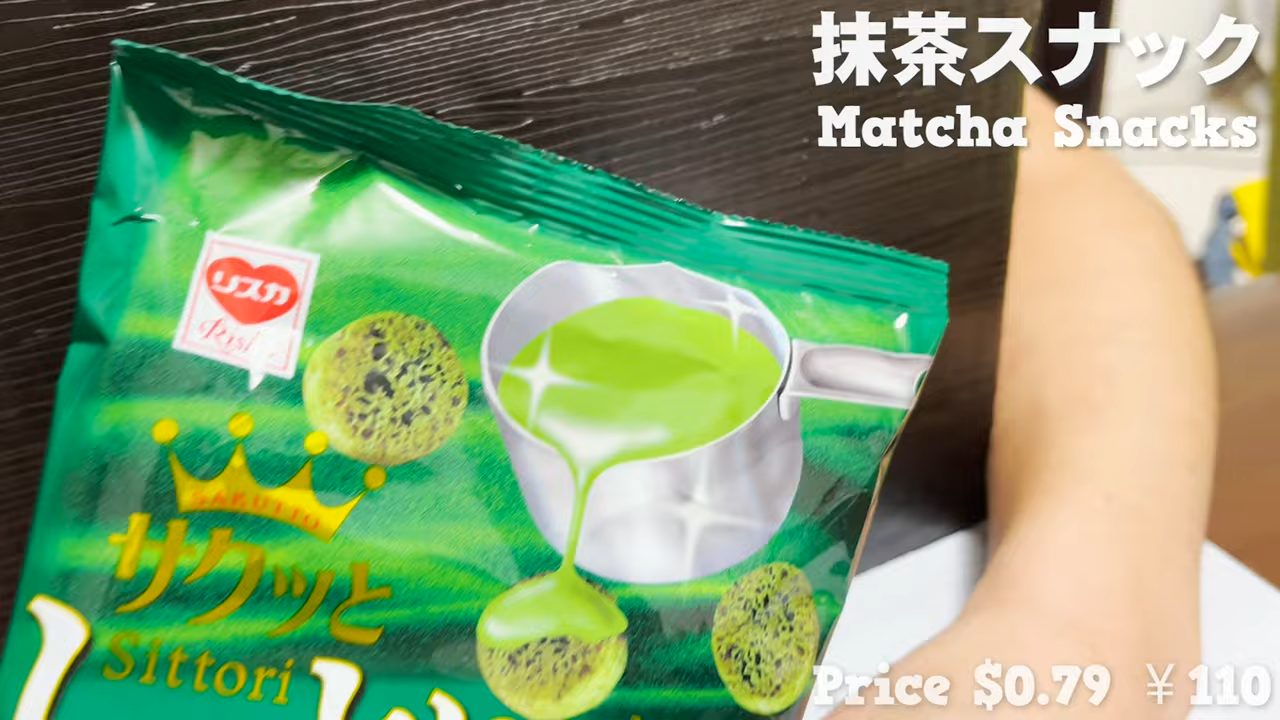 抹茶スナック
Matcha Snacks
リスカ
SAKUTTO
サクッと
Sittori
Price $0.79 ￥110